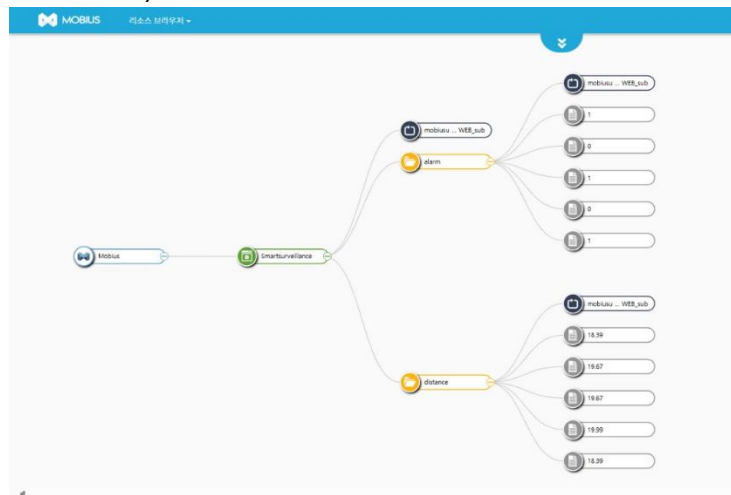 MOBIUS 리소스 브라우저
mobiusu ... WEB_sub
1
0
1
0
1
mobiusu ... WEB_sub
alarm
Mobius
Smartsurveillance
mobiusu ... WEB_sub
18.39
19.67
19.67
19.99
18.39
distance